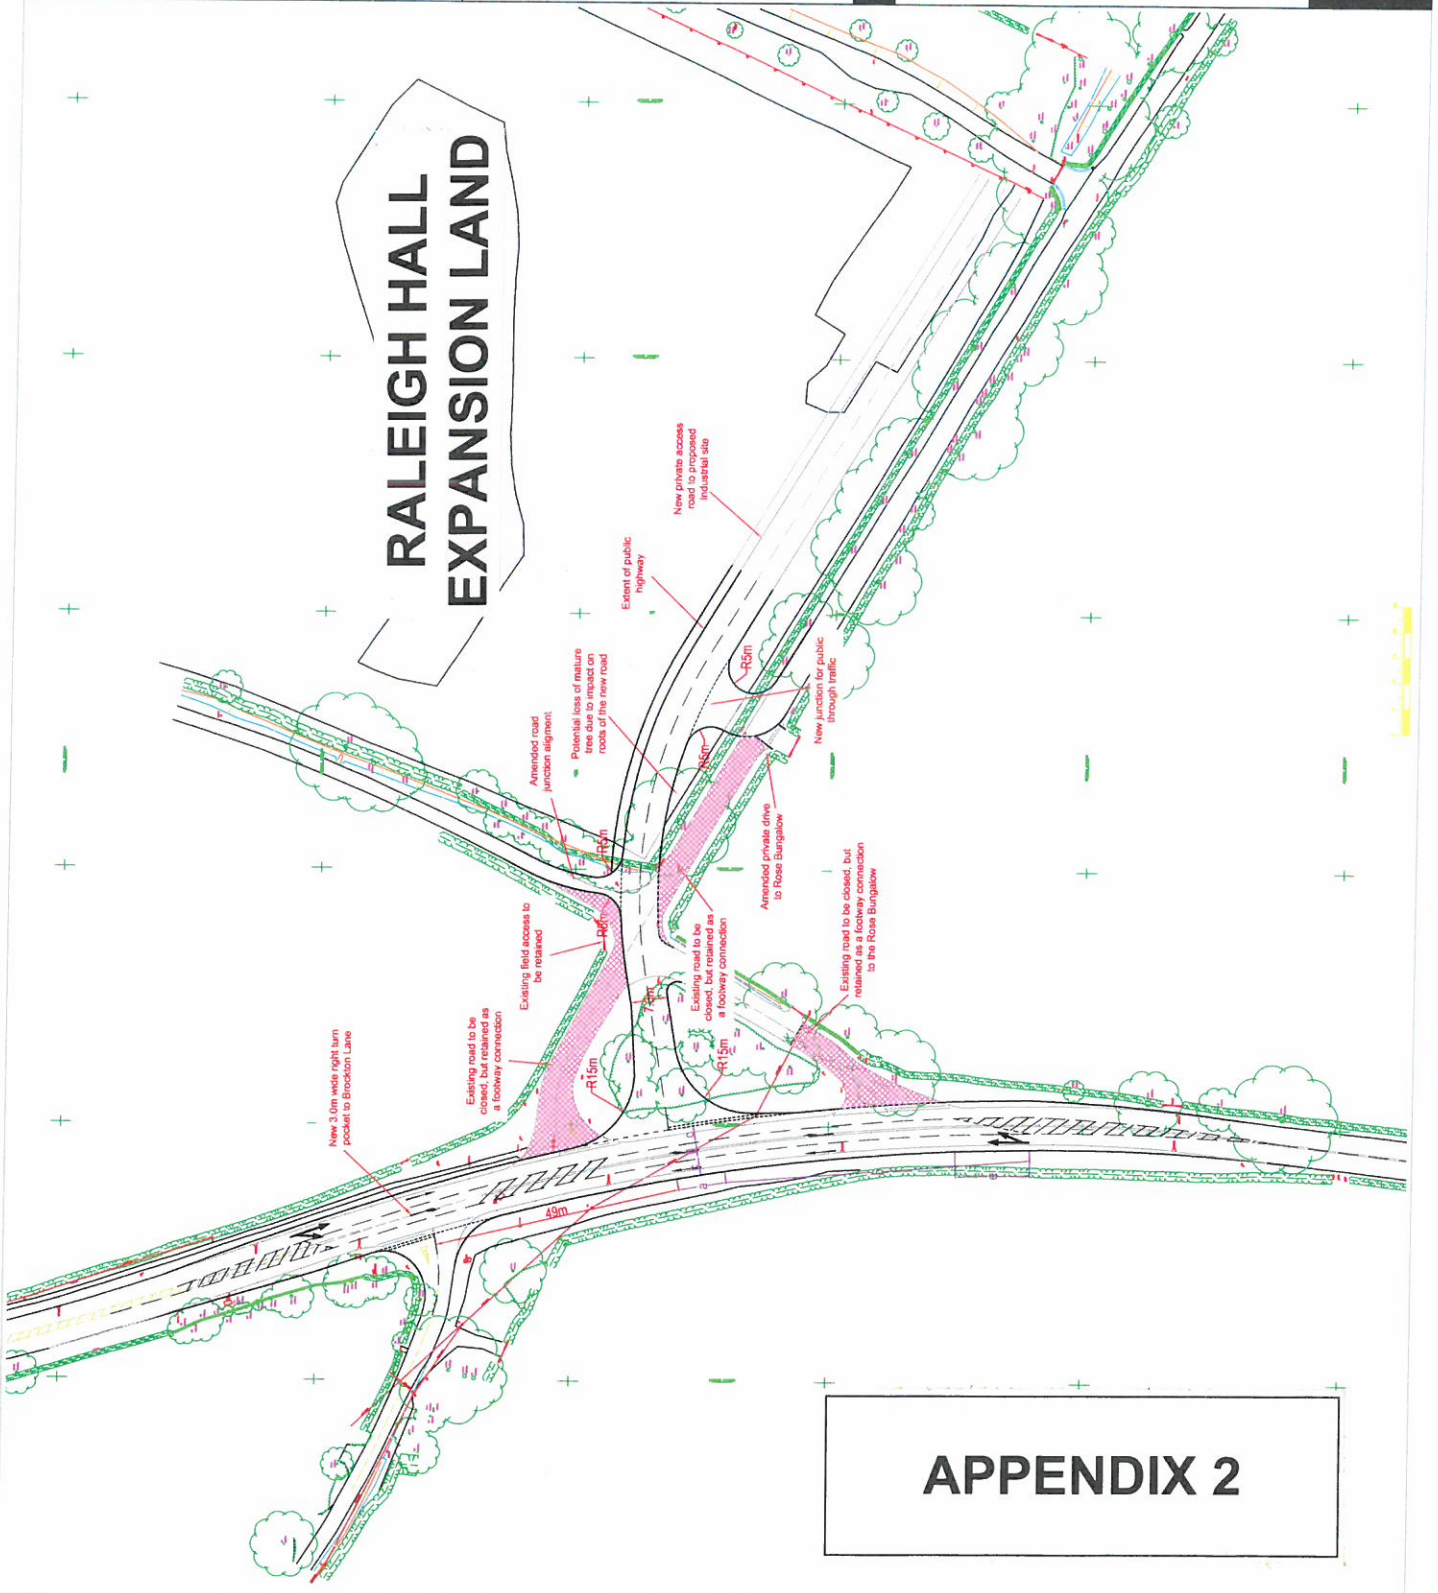 RALEIGH HALL
EXPANSION LAND
New private access
road to proposed
industrial site
Extent of public
highway
Potential loss of mature
tree due to impact on
roots of the new road
Amended road
junction aligment
R5m
New junction for public
through traffic
R5m
R5m
Amended private drive
to Rose Bungalow
Existing field access to
be retained
Existing road to be
closed, but retained as
a footway connection
Existing road to be closed, but
retained as a footway connection
to the Rose Bungalow
Existing road to be
closed, but retained as
a footway connection
New 3.0m wide right turn
pocket to Brockton Lane
R15m
R15m
49m
APPENDIX 2